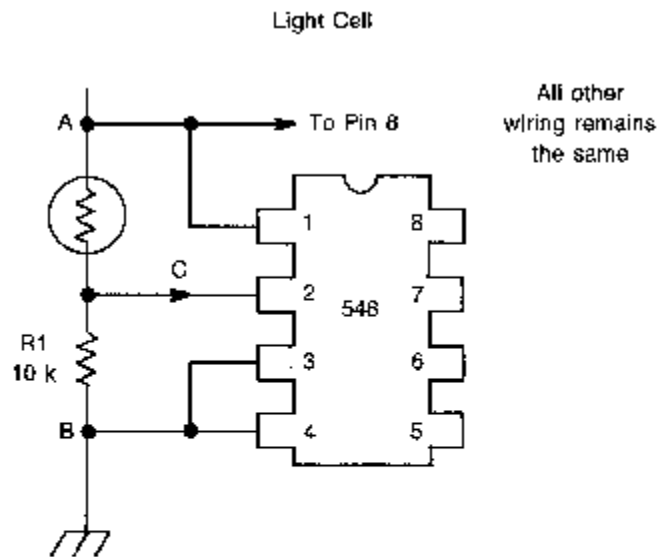 Light Cell
All other
wiring remains
the same
A
To Pin 8
1
8
C
2
7
546
R1
10 k
3
6
B
4
5